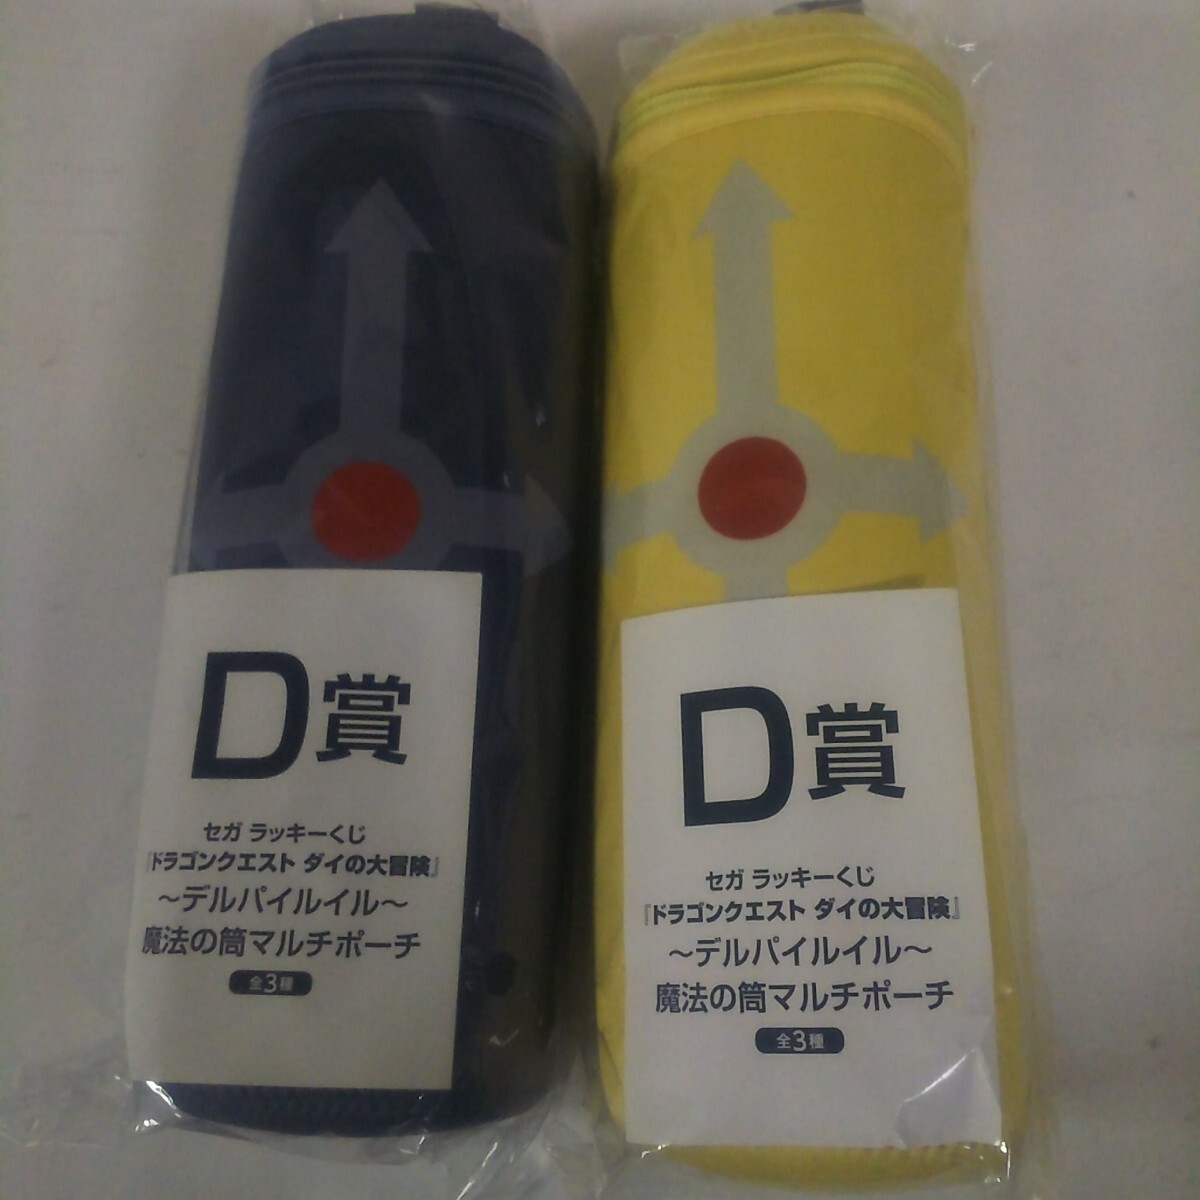 D賞
セガ ラッキーくじ
『ドラゴンクエスト ダイの大冒険』
～デルパイルイル～
魔法の筒マルチポーチ
全3種
D賞
セガ ラッキーくじ
『ドラゴンクエスト ダイの大冒険』
～デルパイルイル～
魔法の筒マルチポーチ
全3種